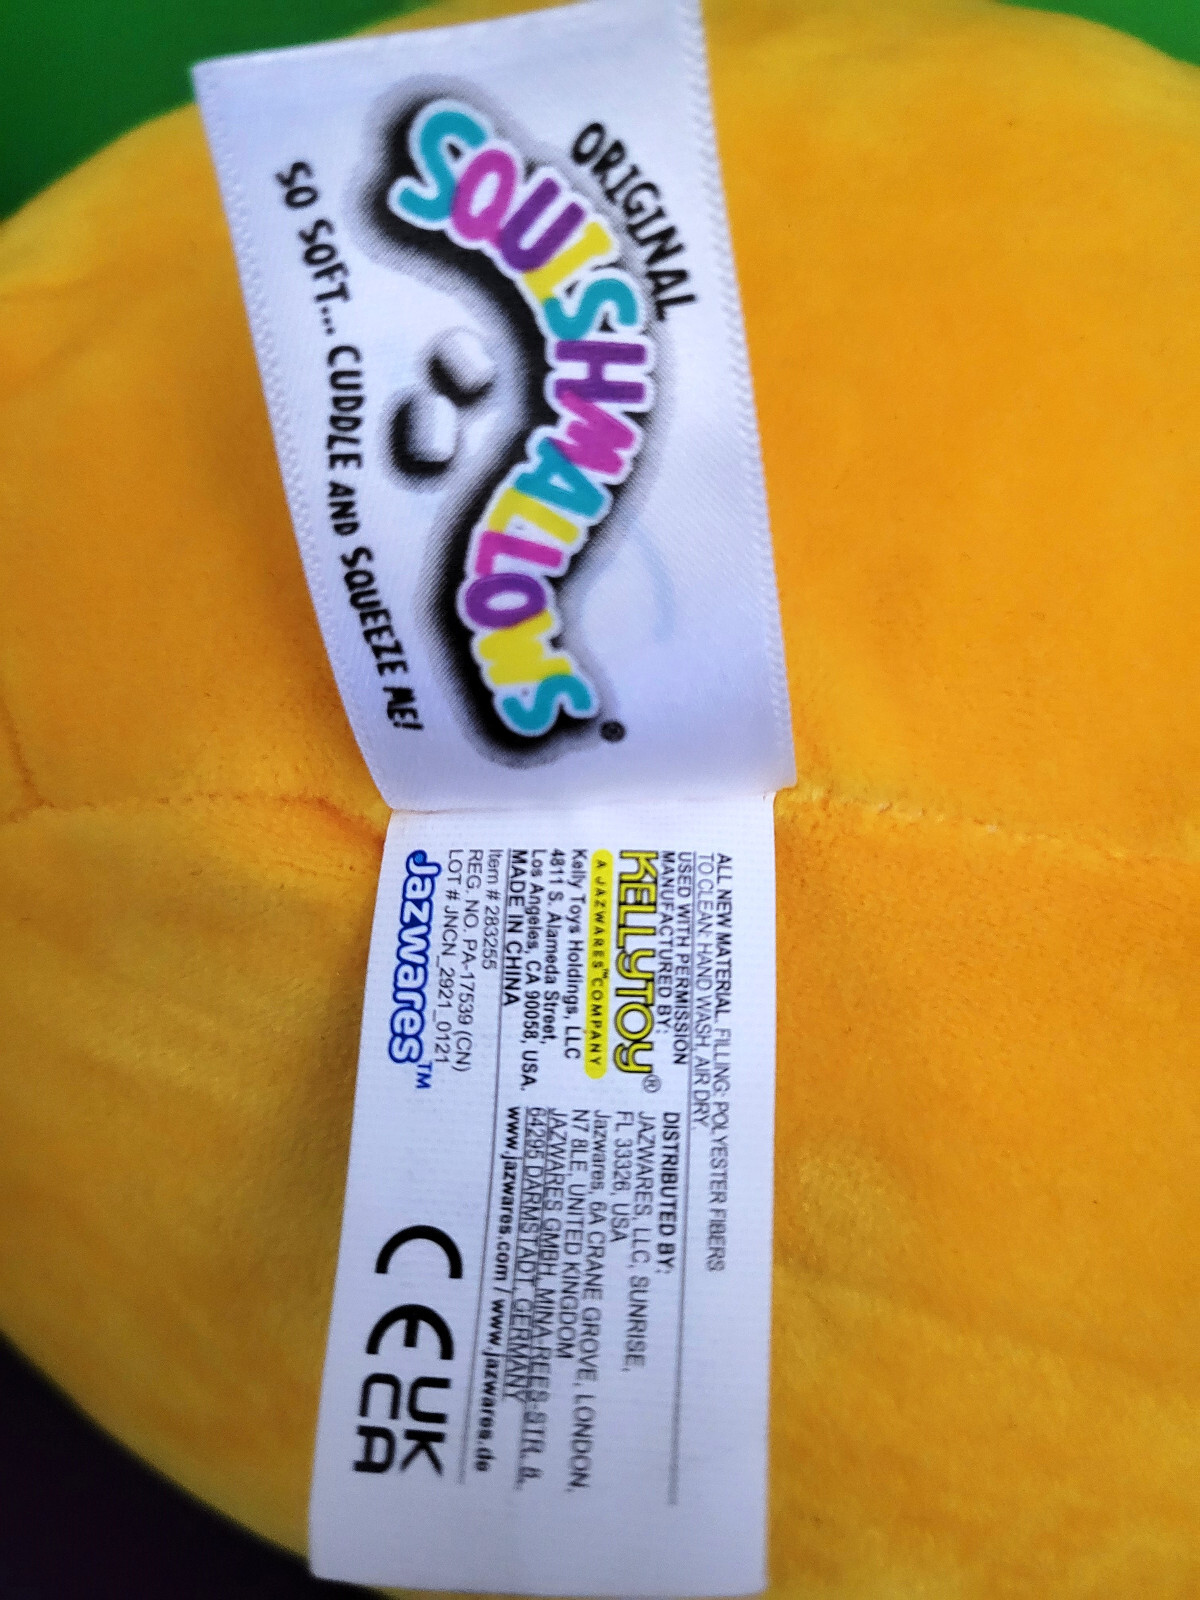 ORIGINAL
SQUISHMALLOWS®
SO SOFT... CUDDLE AND SQUEEZE ME!
ALL NEW MATERIAL. FILLING: POLYESTER FIBERS
TO CLEAN: HAND WASH, AIR DRY.
USED WITH PERMISSION
MANUFACTURED BY:
KELLYTOY®
A JAZWARES™ COMPANY
Kelly Toys Holdings, LLC
4811 S. Alameda Street,
Los Angeles, CA 90058, USA.
MADE IN CHINA
Item # 283255
REG. NO. PA-17539 (CN)
LOT # JNCN_2921_0121
Jazwares™
DISTRIBUTED BY:
JAZWARES, LLC, SUNRISE,
FL 33326, USA
Jazwares, 6A CRANE GROVE, LONDON,
N7 8LE, UNITED KINGDOM
JAZWARES GMBH, MINA-REES-STR. 8,
64295 DARMSTADT, GERMANY
www.jazwares.com / www.jazwares.de
CE
UK
CA